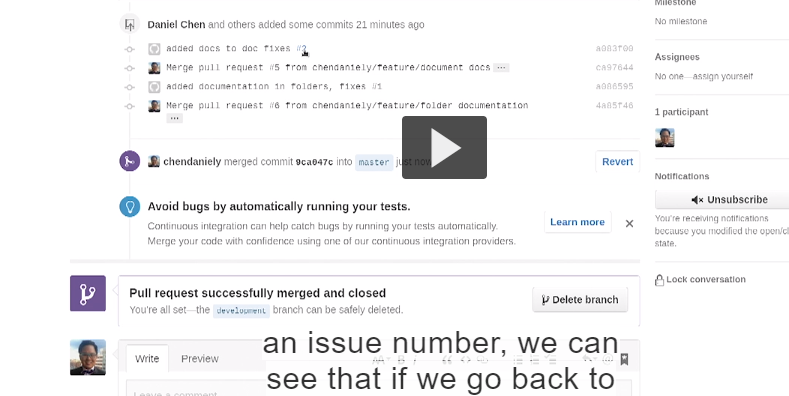 Milestone
No milestone
Daniel Chen and others added some commits 21 minutes ago
added docs to doc fixes #2 a083f00
Merge pull request #5 from chendaniely/feature/document docs ... ca97644
added documentation in folders, fixes #1 a086595
Merge pull request #6 from chendaniely/feature/folder documentation 4a85f46
...
Assignees
No one—assign yourself
1 participant
chendaniely merged commit 9ca047c into master just now
Revert
Notifications
Unsubscribe
You're receiving notifications
because you modified the open/cl
state.
Avoid bugs by automatically running your tests.
Continuous integration can help catch bugs by running your tests automatically.
Merge your code with confidence using one of our continuous integration providers.
Learn more
Lock conversation
Pull request successfully merged and closed
You're all set—the development branch can be safely deleted.
Delete branch
Write Preview
Leave a comment
an issue number, we can
see that if we go back to